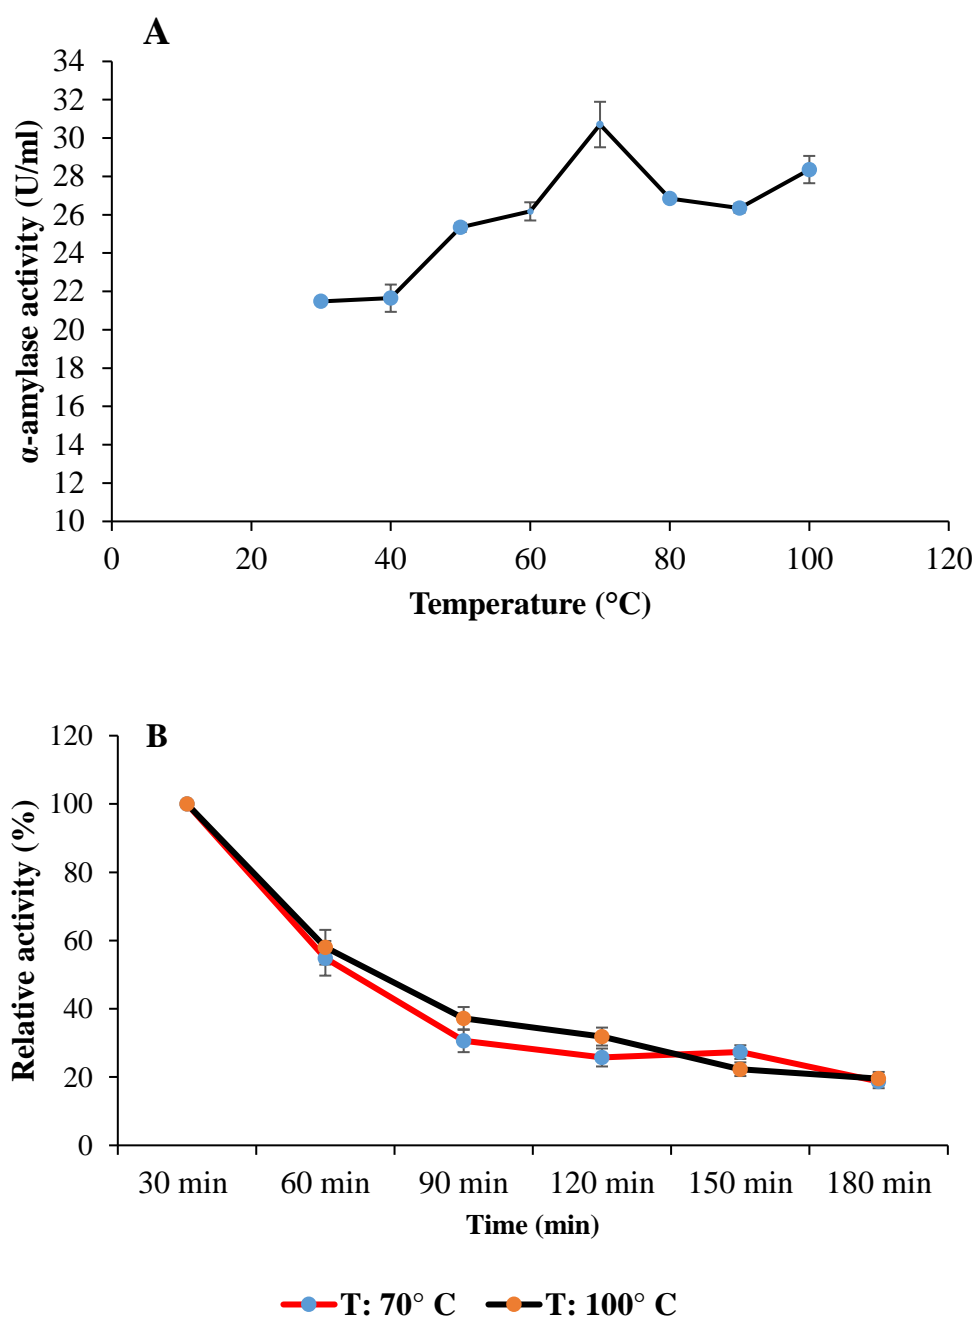 A
34
32
30
28
26
24
22
20
18
16
14
12
10
α-amylase activity (U/ml)
0 20 40 60 80 100 120
Temperature (°C)
B
120
100
80
60
40
20
0
Relative activity (%)
30 min 60 min 90 min 120 min 150 min 180 min
Time (min)
T: 70° C T: 100° C